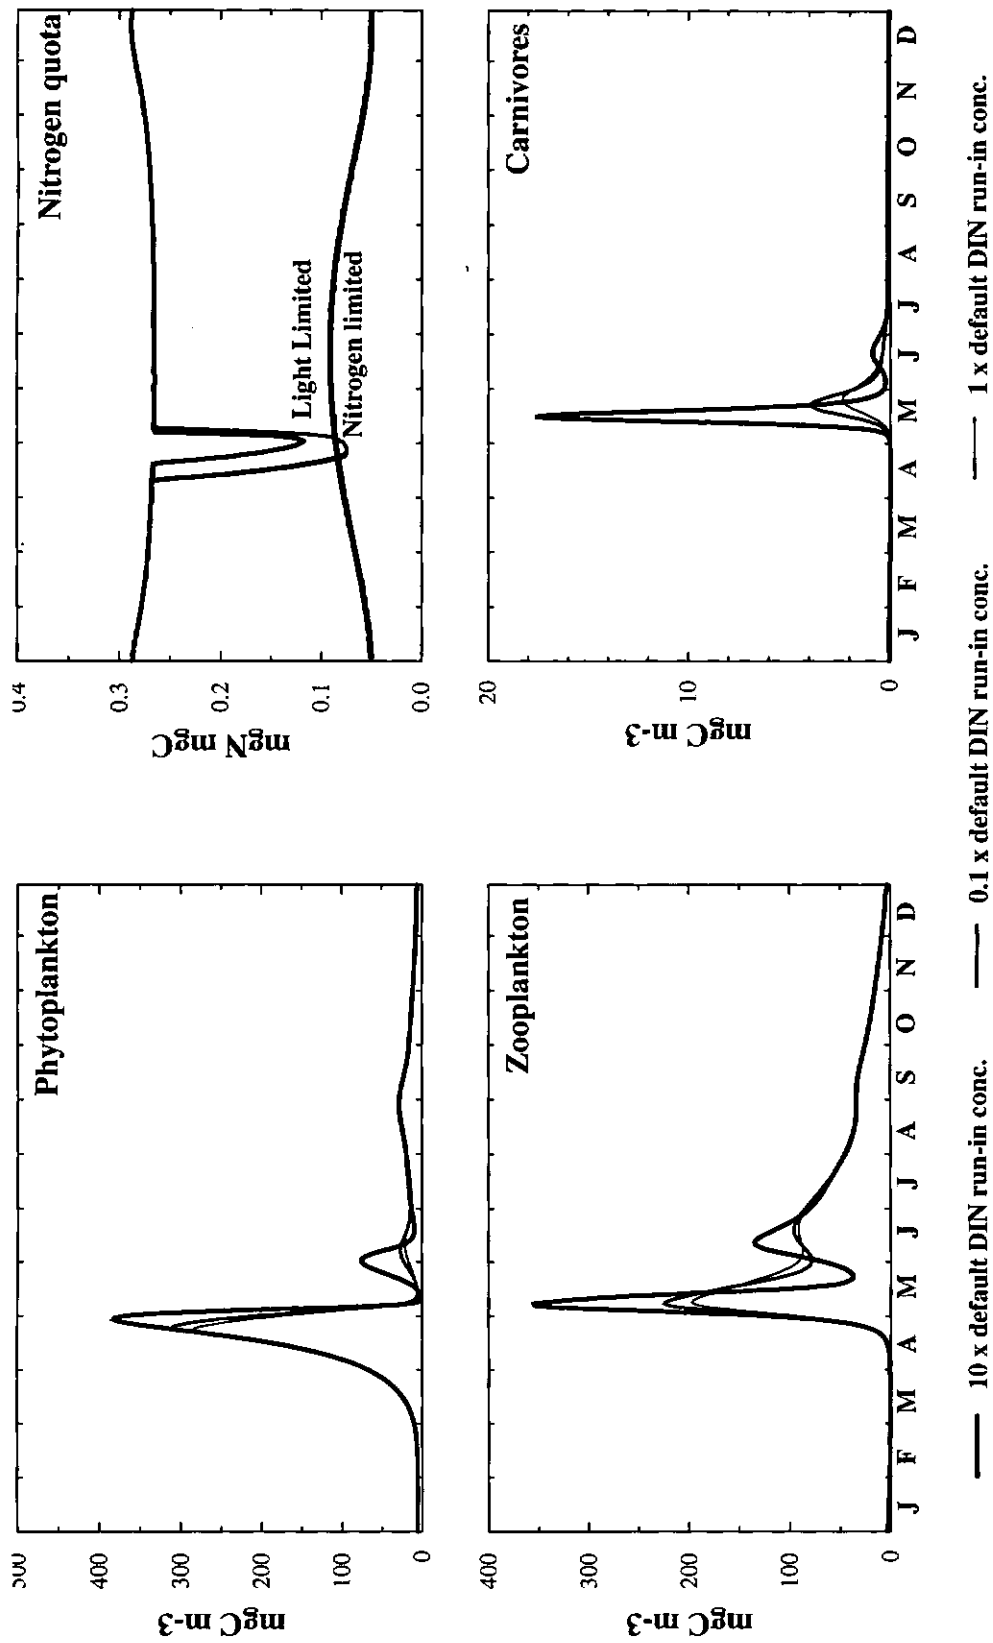 Phytoplankton
500
400
300
200
100
0
mgC m-3
Nitrogen quota
0.4
0.3
0.2
0.1
0.0
mgN mgC
Light Limited
Nitrogen limited
Zooplankton
400
300
200
100
0
mgC m-3
J F M A M J J A S O N D
Carnivores
20
10
0
mgC m-3
J F M A M J J A S O N D
10 x default DIN run-in conc. 0.1 x default DIN run-in conc. 1 x default DIN run-in conc.